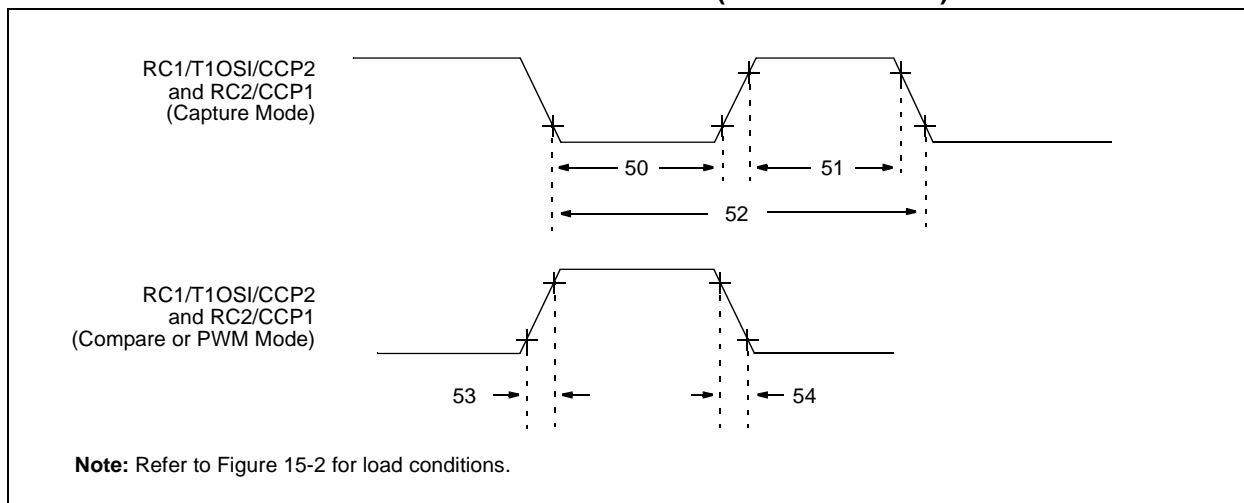 RC1/T1OSI/CCP2
and RC2/CCP1
(Capture Mode)
50
51
52
RC1/T1OSI/CCP2
and RC2/CCP1
(Compare or PWM Mode)
53
54
Note: Refer to Figure 15-2 for load conditions.